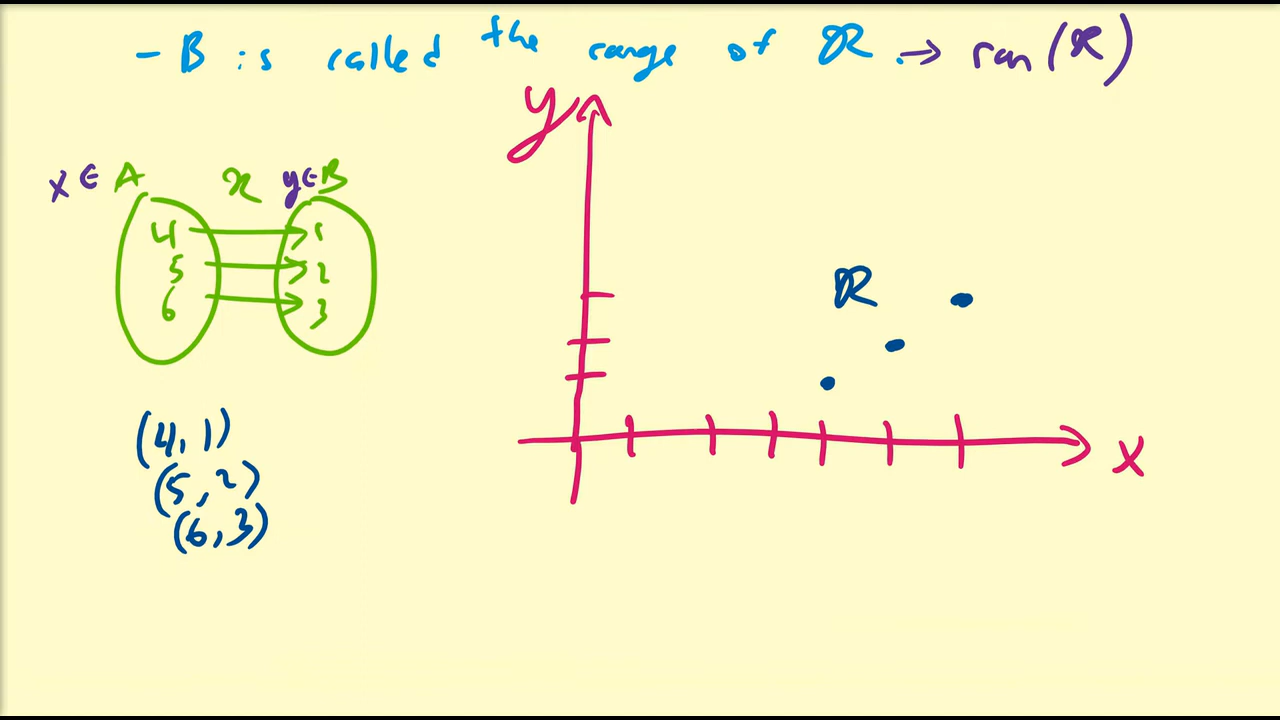 - B is called the range of R. → ran(R)
y
x ∈ A R y ∈ B
4 1
5 2
6 3
R
(4,1)
(5,2)
(6,3)
x